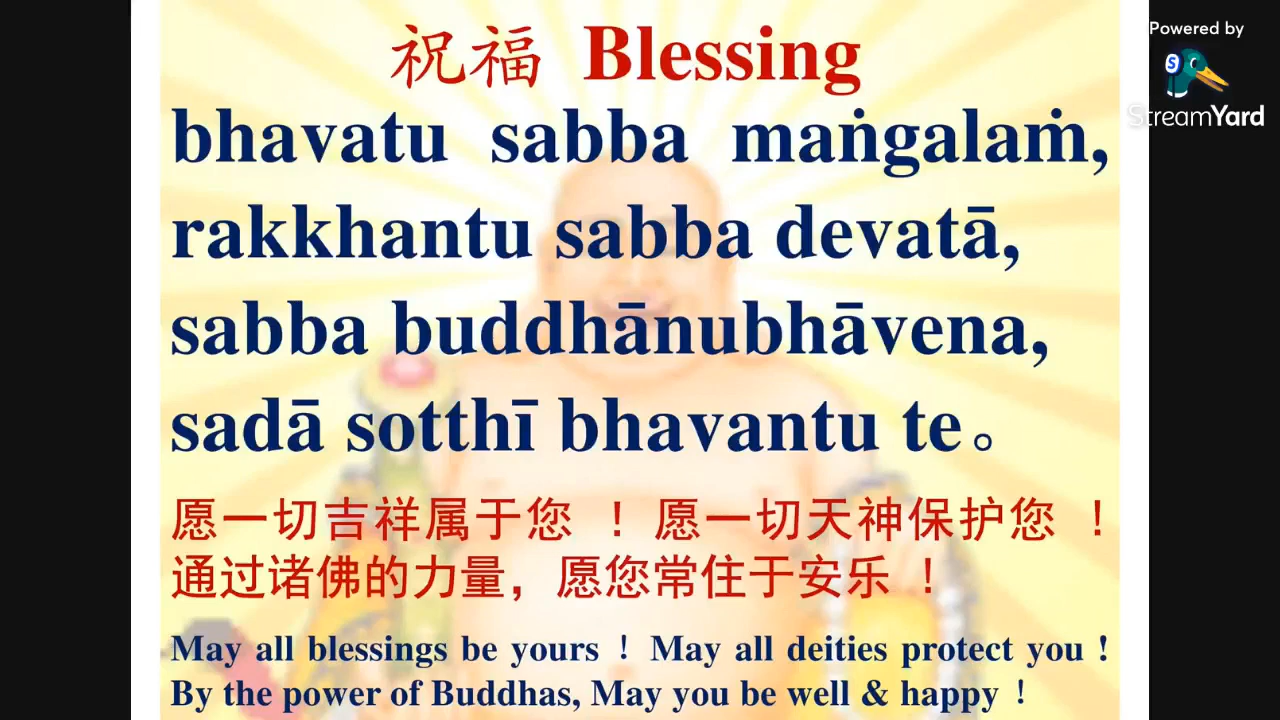 祝福 Blessing
Powered by
StreamYard
bhavatu sabba maṅgalaṁ,
rakkhantu sabba devatā,
sabba buddhānubhāvena,
sadā sotthī bhavantu te。
愿一切吉祥属于您 ！愿一切天神保护您 ！
通过诸佛的力量，愿您常住于安乐 ！
May all blessings be yours ！May all deities protect you !
By the power of Buddhas, May you be well & happy ！